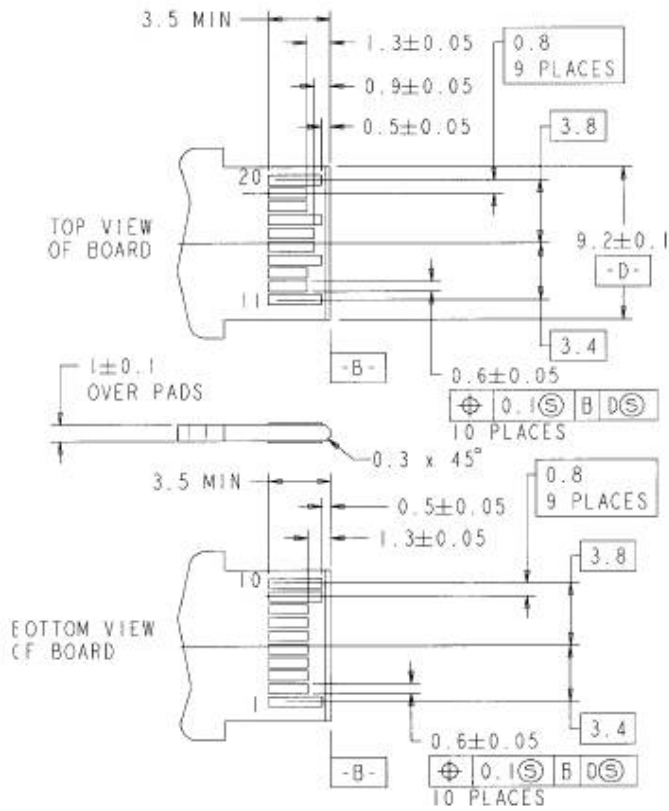 3.5 MIN
1.3±0.05
0.8
9 PLACES
0.9±0.05
0.5±0.05
3.8
20
TOP VIEW
OF BOARD
9.2±0.1
-D-
11
3.4
1±0.1
OVER PADS
-B-
0.6±0.05
⌖ 0.1Ⓢ B DⓈ
10 PLACES
0.3 x 45°
3.5 MIN
0.8
9 PLACES
0.5±0.05
1.3±0.05
3.8
10
BOTTOM VIEW
OF BOARD
1
3.4
0.6±0.05
-B-
⌖ 0.1Ⓢ B DⓈ
10 PLACES